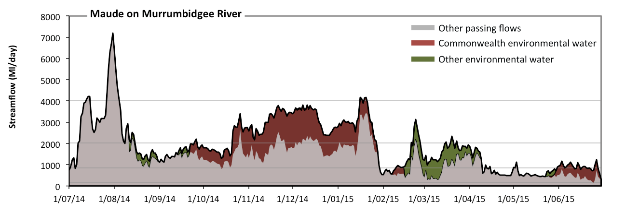 Maude on Murrumbidgee River
Streamflow (Ml/day)
8000
7000
6000
5000
4000
3000
2000
1000
0
Other passing flows
Commonwealth environmental water
Other environmental water
1/07/14 1/08/14 1/09/14 1/10/14 1/11/14 1/12/14 1/01/15 1/02/15 1/03/15 1/04/15 1/05/15 1/06/15